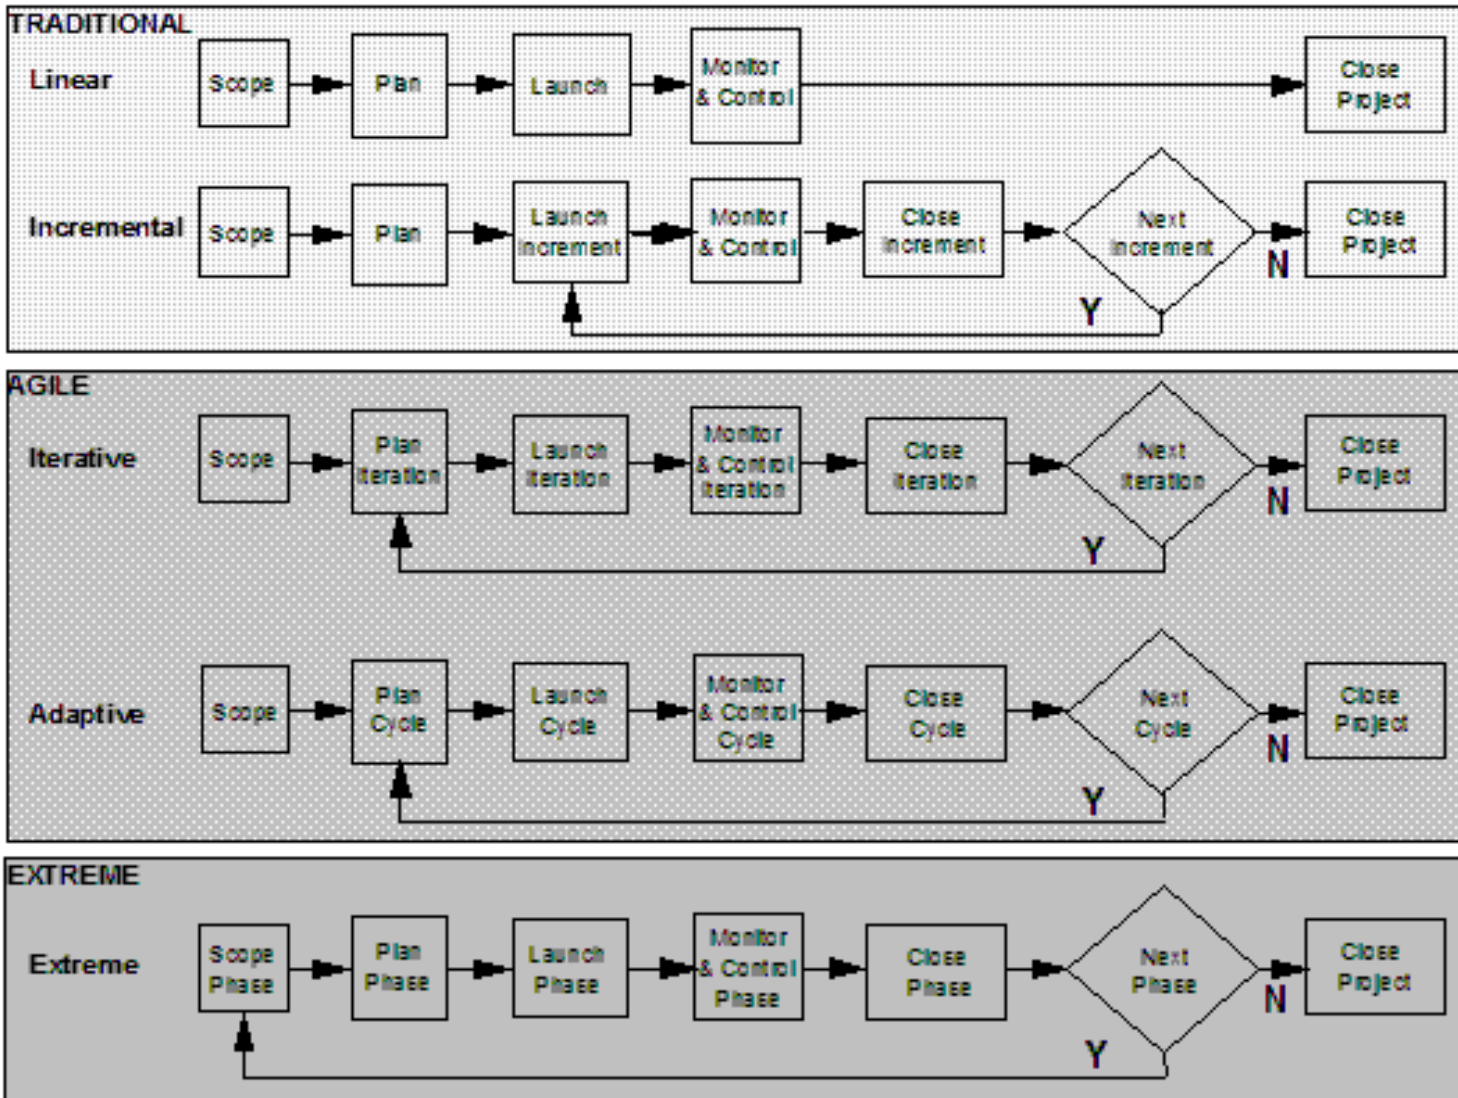 TRADITIONAL
Linear
Scope
Plan
Launch
Monitor
& Control
Close
Project
Incremental
Scope
Plan
Launch
Increment
Monitor
& Control
Close
Increment
Next
Increment
N
Close
Project
Y
AGILE
Iterative
Scope
Plan
Iteration
Launch
Iteration
Monitor
& Control
Iteration
Close
Iteration
Next
Iteration
N
Close
Project
Y
Adaptive
Scope
Plan
Cycle
Launch
Cycle
Monitor
& Control
Cycle
Close
Cycle
Next
Cycle
N
Close
Project
Y
EXTREME
Extreme
Scope
Phase
Plan
Phase
Launch
Phase
Monitor
& Control
Phase
Close
Phase
Next
Phase
N
Close
Project
Y